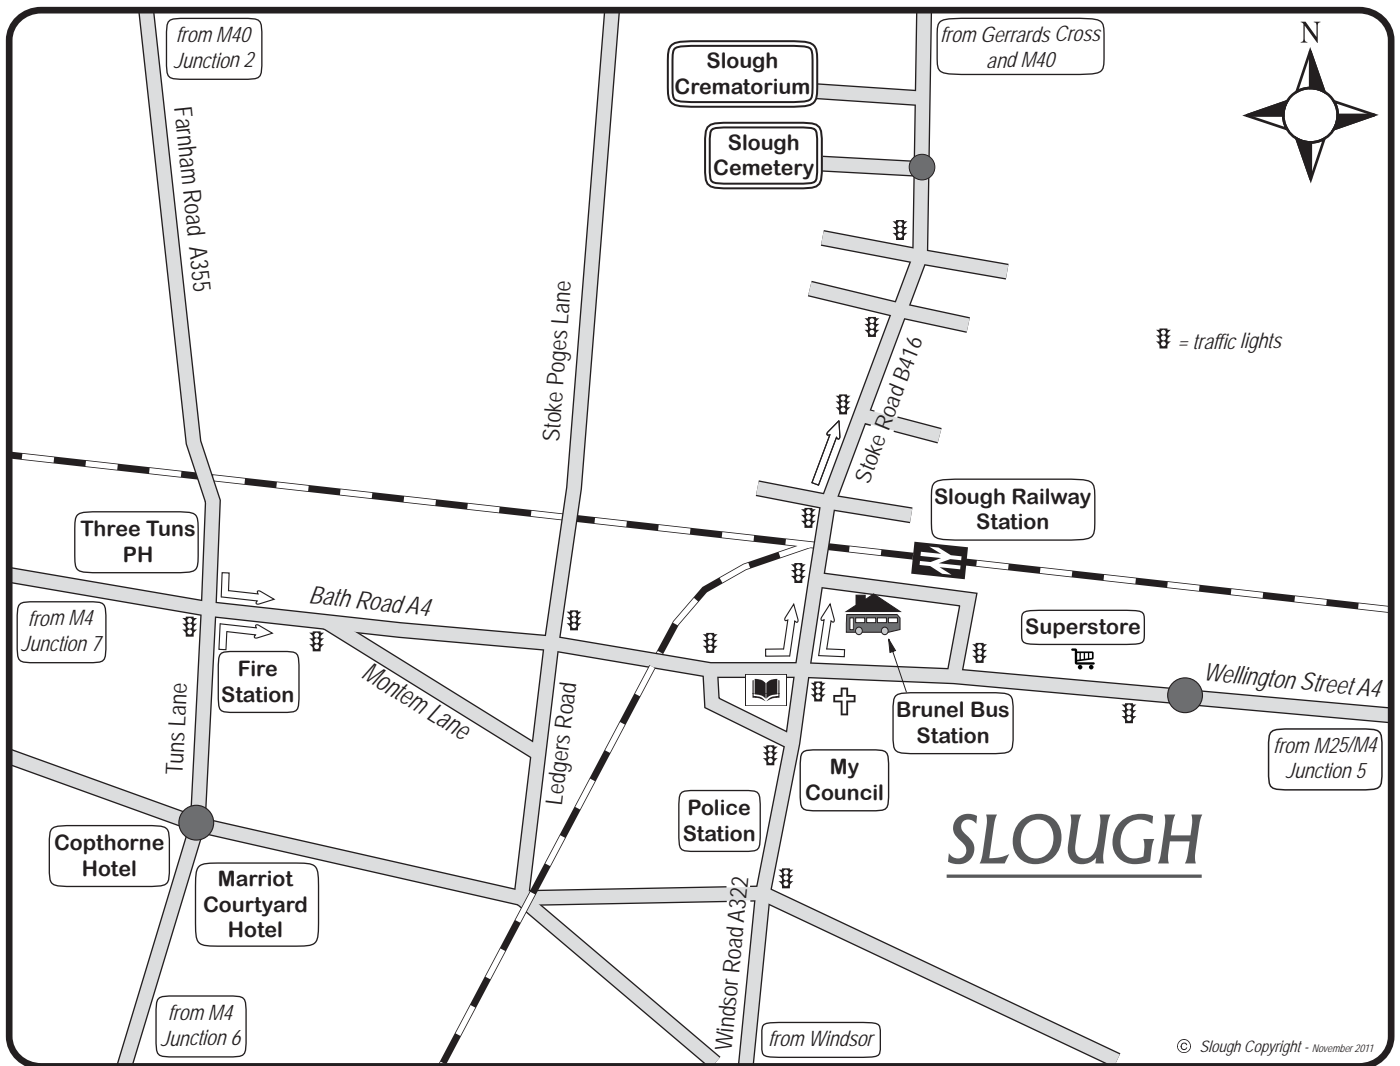 from M40
Junction 2
from Gerrards Cross
and M40
N
Slough
Crematorium
Slough
Cemetery
Farnham Road A355
Stoke Poges Lane
= traffic lights
Stoke Road B416
Slough Railway
Station
Three Tuns
PH
Bath Road A4
from M4
Junction 7
Superstore
Fire
Station
Montem Lane
Wellington Street A4
Tuns Lane
Ledgers Road
Brunel Bus
Station
from M25/M4
Junction 5
My
Council
Police
Station
SLOUGH
Copthorne
Hotel
Marriot
Courtyard
Hotel
Windsor Road A322
from M4
Junction 6
from Windsor
© Slough Copyright - November 2011